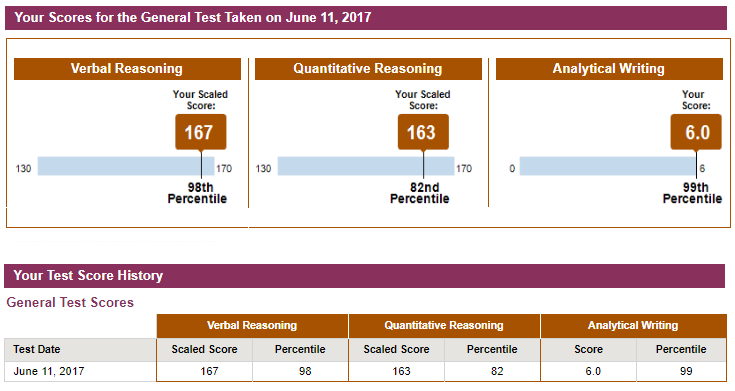 Your Scores for the General Test Taken on June 11, 2017
Verbal Reasoning
Your Scaled
Score:
167
130
170
98th
Percentile
Quantitative Reasoning
Your Scaled
Score:
163
130
170
82nd
Percentile
Analytical Writing
Your
Score:
6.0
0
6
99th
Percentile
Your Test Score History
General Test Scores
Verbal Reasoning Quantitative Reasoning Analytical Writing
Test Date Scaled Score Percentile Scaled Score Percentile Score Percentile
June 11, 2017 167 98 163 82 6.0 99